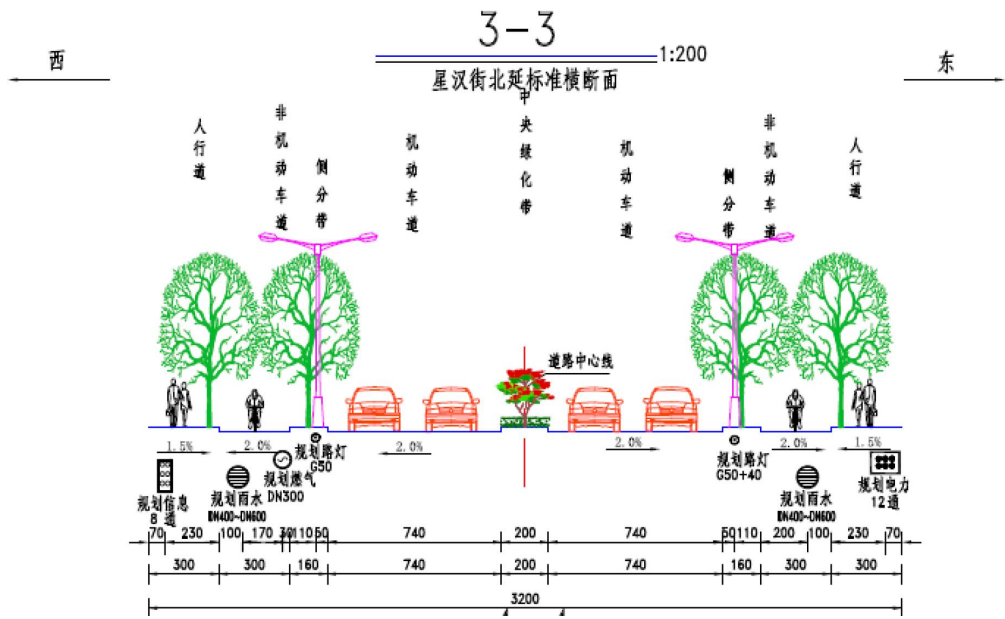 3-3
1:200
星汉街北延标准横断面
西
东
人行道
非机动车道
侧分带
机动车道
中央绿化带
机动车道
侧分带
非机动车道
人行道
道路中心线
1.5%
2.0%
2.0%
2.0%
2.0%
1.5%
规划路灯
G50
规划燃气
DN300
规划雨水
DN400~DN600
规划信息
8 通
规划路灯
G50+40
规划雨水
DN400~DN600
规划电力
12通
70 230 100 170 30 110 50 740 200 740 50 110 200 100 230 70
300 300 160 740 200 740 160 300 300
3200